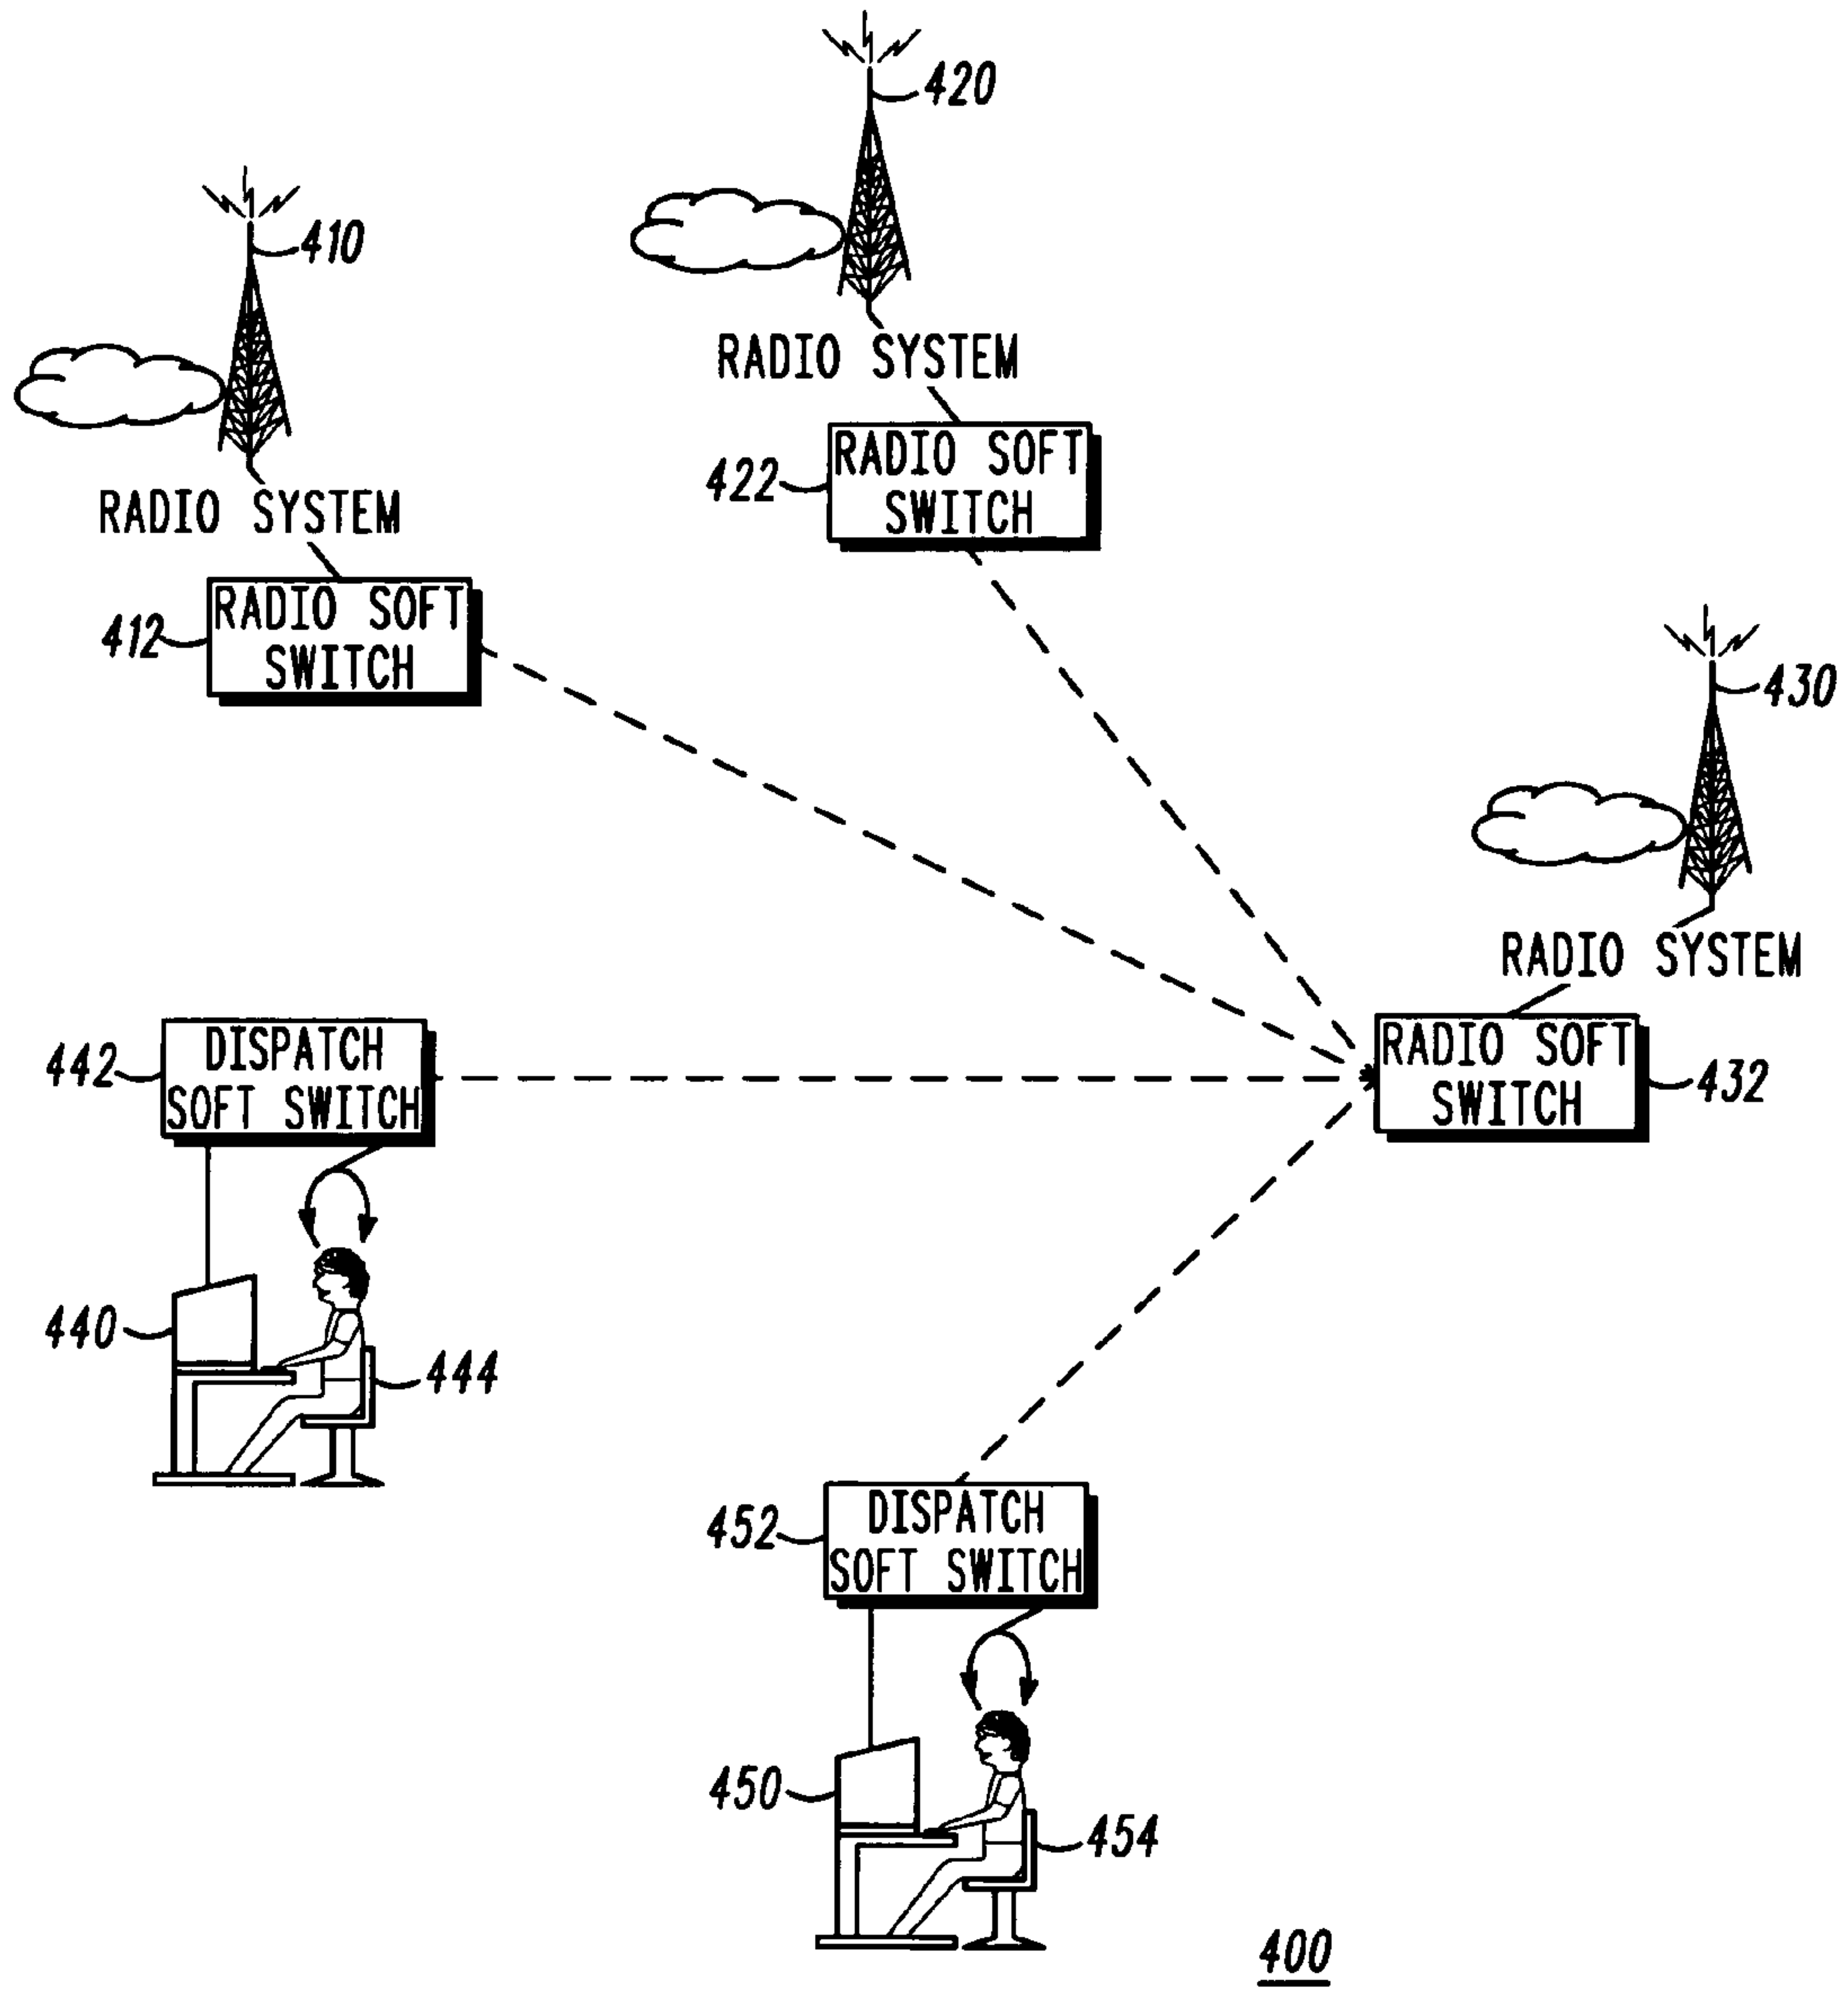 420
410
RADIO SYSTEM
RADIO SOFT
SWITCH
422
RADIO SYSTEM
RADIO SOFT
SWITCH
412
430
RADIO SYSTEM
RADIO SOFT
SWITCH
432
442
DISPATCH
SOFT SWITCH
440
444
452
DISPATCH
SOFT SWITCH
450
454
400